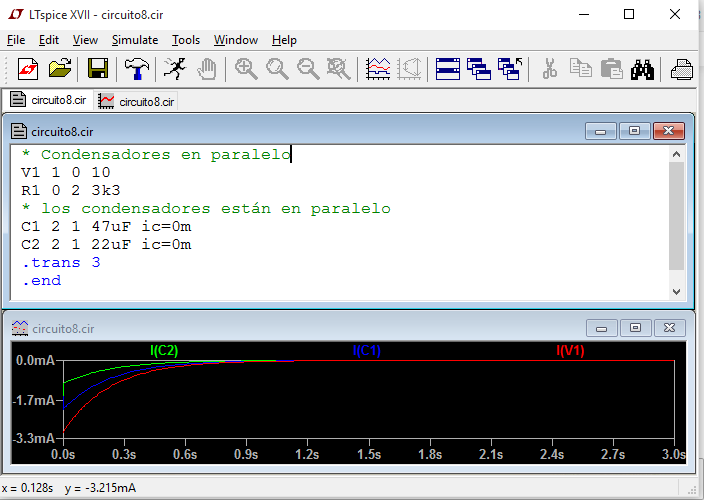 LTspice XVII - circuito8.cir
File Edit View Simulate Tools Window Help
circuito8.cir circuito8.cir
circuito8.cir
* Condensadores en paralelo
V1 1 0 10
R1 0 2 3k3
* los condensadores están en paralelo
C1 2 1 47uF ic=0m
C2 2 1 22uF ic=0m
.trans 3
.end
circuito8.cir
I(C2) I(C1) I(V1)
0.0mA
-1.7mA
-3.3mA
0.0s 0.3s 0.6s 0.9s 1.2s 1.5s 1.8s 2.1s 2.4s 2.7s 3.0s
x = 0.128s y = -3.215mA